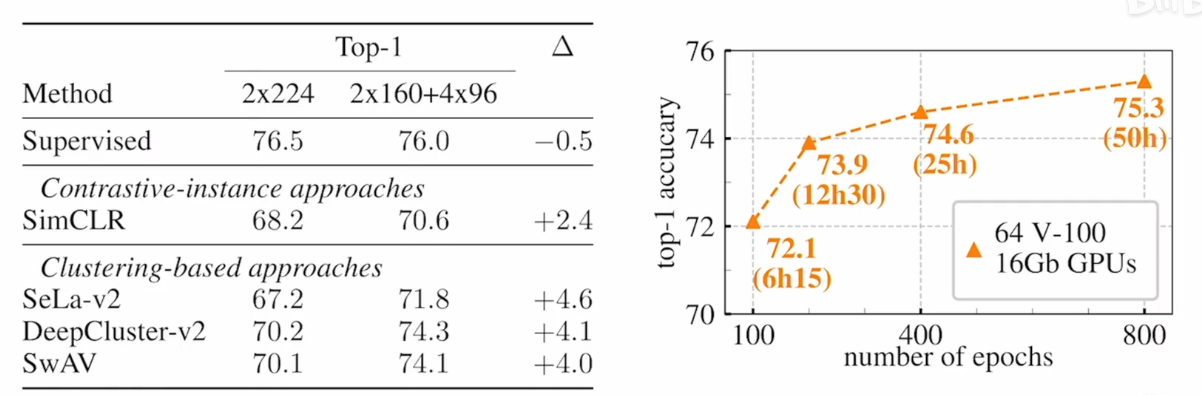 Top-1 Δ
Method 2x224 2x160+4x96
Supervised 76.5 76.0 −0.5
Contrastive-instance approaches
SimCLR 68.2 70.6 +2.4
Clustering-based approaches
SeLa-v2 67.2 71.8 +4.6
DeepCluster-v2 70.2 74.3 +4.1
SwAV 70.1 74.1 +4.0
76
74
72
70
top-1 accucary
72.1
(6h15)
73.9
(12h30)
74.6
(25h)
75.3
(50h)
64 V-100
16Gb GPUs
100 400 800
number of epochs